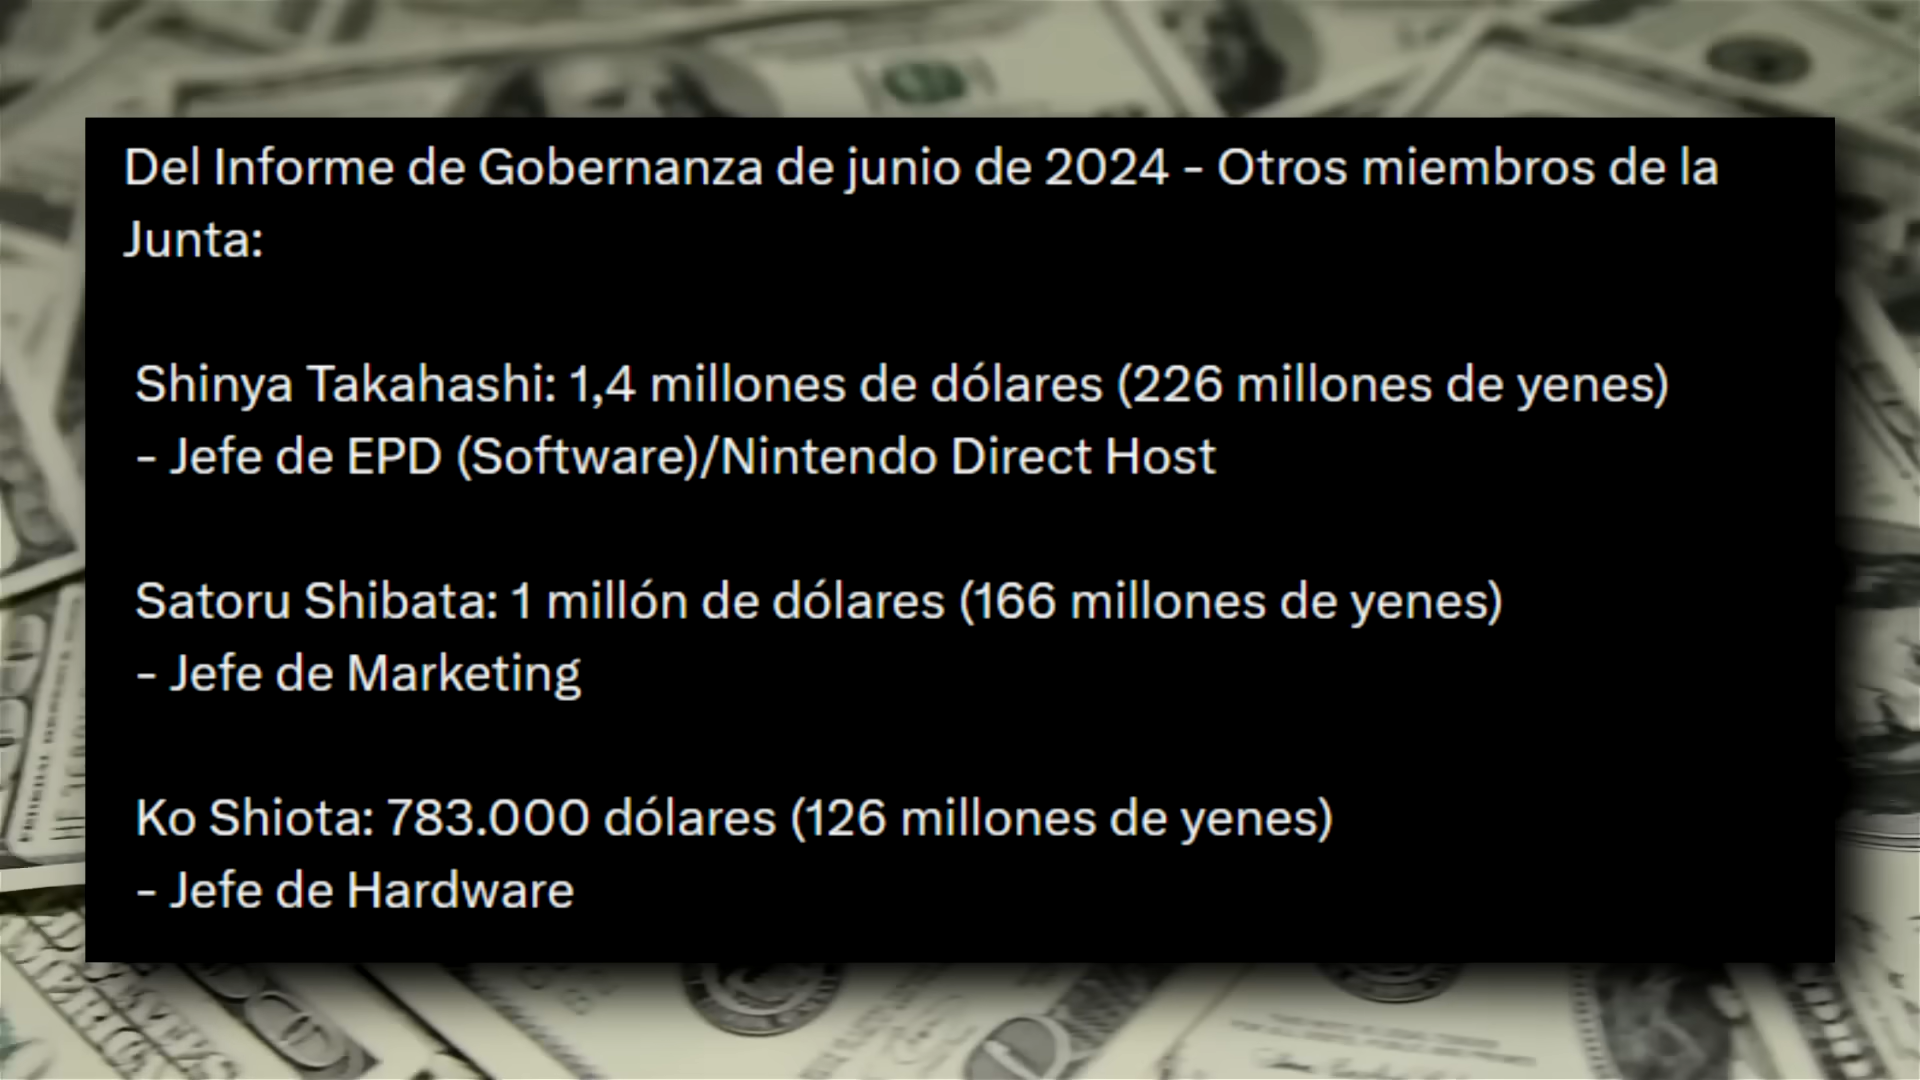 Del Informe de Gobernanza de junio de 2024 - Otros miembros de la
Junta:
Shinya Takahashi: 1,4 millones de dólares (226 millones de yenes)
- Jefe de EPD (Software)/Nintendo Direct Host
Satoru Shibata: 1 millón de dólares (166 millones de yenes)
- Jefe de Marketing
Ko Shiota: 783.000 dólares (126 millones de yenes)
- Jefe de Hardware